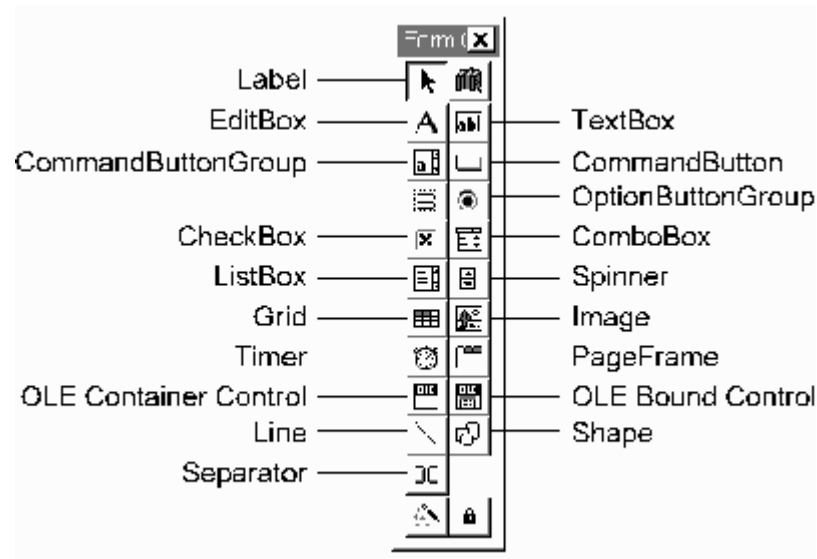 Form C
Label
EditBox
TextBox
CommandButtonGroup
CommandButton
OptionButtonGroup
CheckBox
ComboBox
ListBox
Spinner
Grid
Image
Timer
PageFrame
OLE Container Control
OLE Bound Control
Line
Shape
Separator